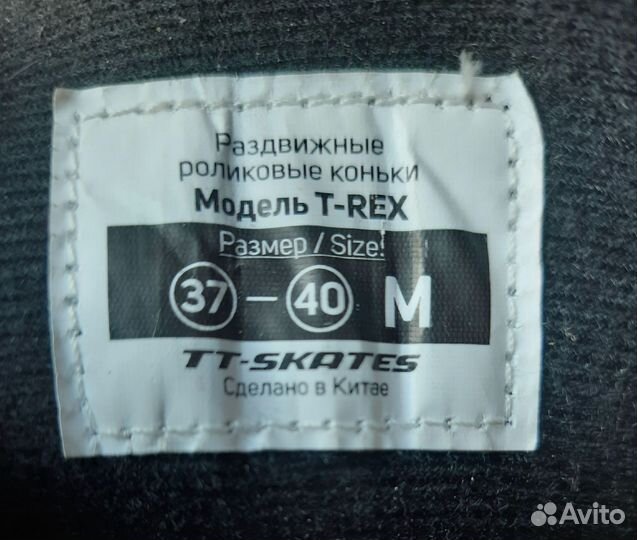 Раздвижные
роликовые коньки
Модель T-REX
Размер / Size:
37 — 40 M
TT-SKATES
Сделано в Китае
Avito